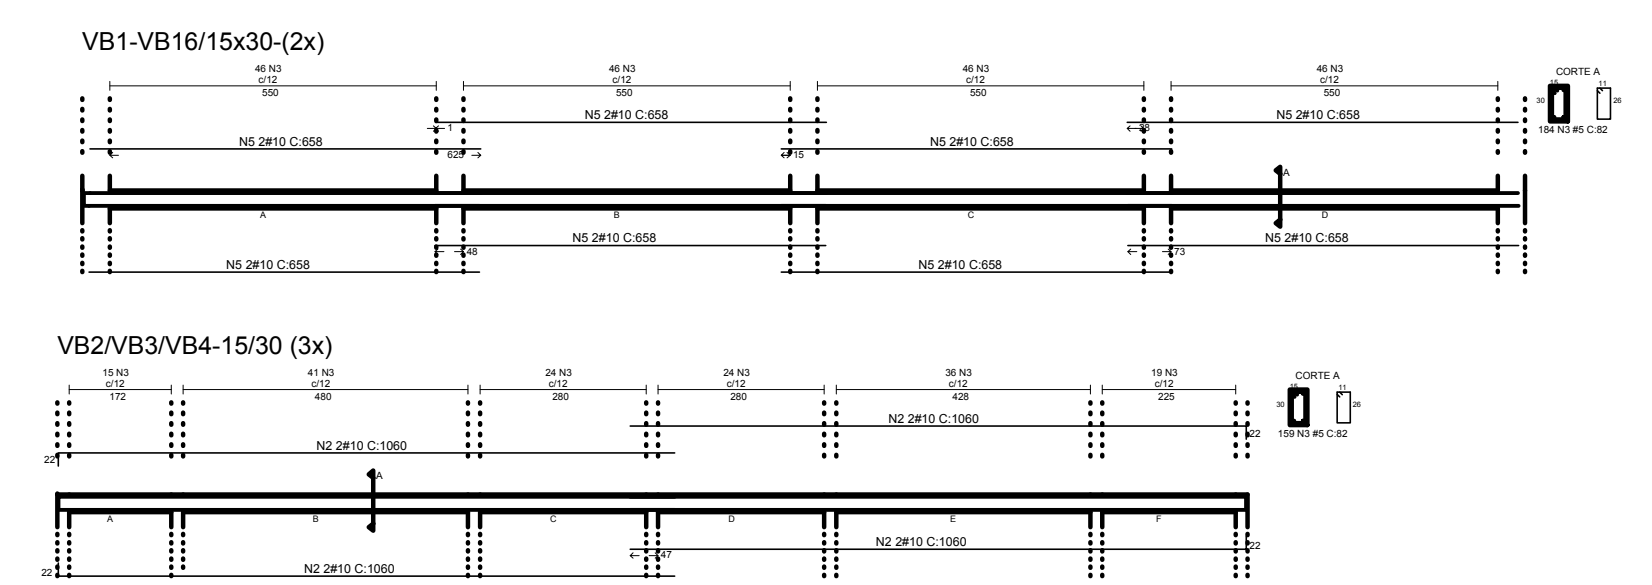 VB1-VB16/15x30-(2x)
46 N3
c/12
550
46 N3
c/12
550
46 N3
c/12
550
46 N3
c/12
550
CORTE A
15
11
30
26
184 N3 #5 C:82
N5 2#10 C:658
N5 2#10 C:658
1
38
N5 2#10 C:658
N5 2#10 C:658
625
15
A
A
B
C
D
N5 2#10 C:658
N5 2#10 C:658
48
73
N5 2#10 C:658
N5 2#10 C:658
VB2/VB3/VB4-15/30 (3x)
15 N3
c/12
172
41 N3
c/12
480
24 N3
c/12
280
24 N3
c/12
280
36 N3
c/12
428
19 N3
c/12
225
CORTE A
15
11
30
26
159 N3 #5 C:82
N2 2#10 C:1060
22
N2 2#10 C:1060
22
A
A
B
C
D
E
F
N2 2#10 C:1060
22
47
N2 2#10 C:1060
22